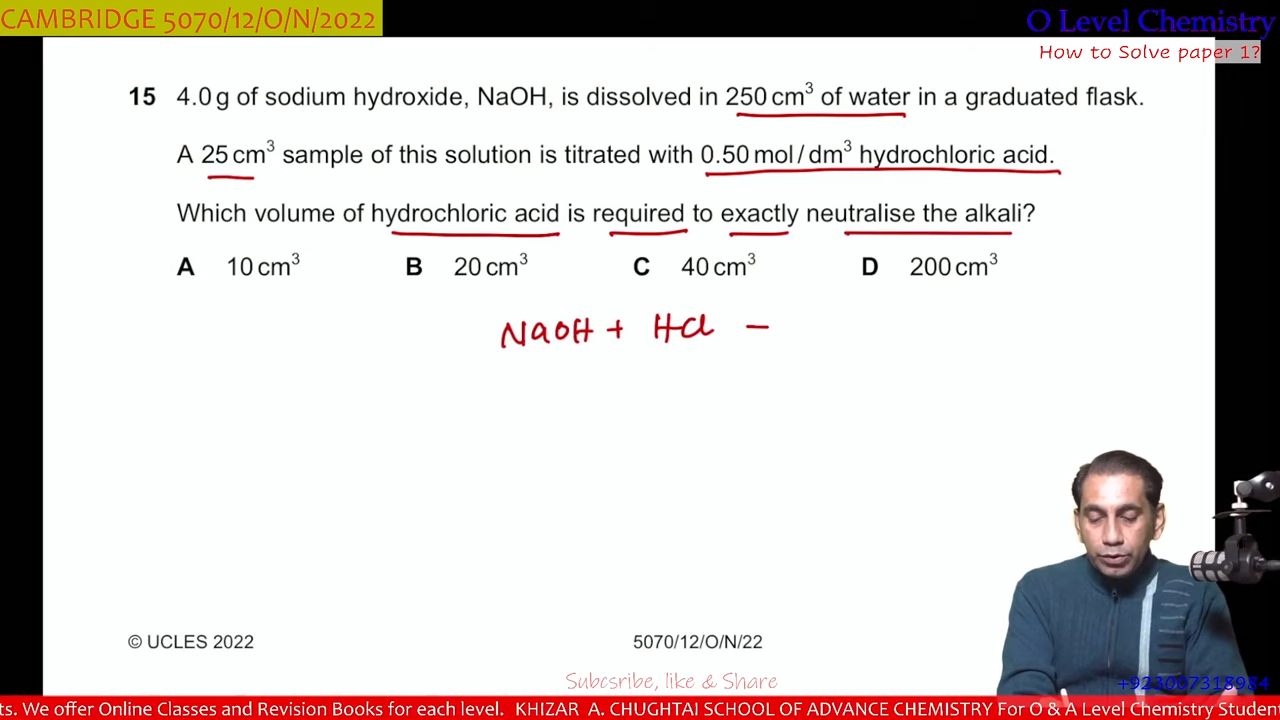 CAMBRIDGE 5070/12/O/N/2022
O Level Chemistry
How to Solve paper 1?
15 4.0 g of sodium hydroxide, NaOH, is dissolved in 250 cm³ of water in a graduated flask.
A 25 cm³ sample of this solution is titrated with 0.50 mol / dm³ hydrochloric acid.
Which volume of hydrochloric acid is required to exactly neutralise the alkali?
A 10 cm³ B 20 cm³ C 40 cm³ D 200 cm³
NaOH + HCl –
© UCLES 2022
5070/12/O/N/22
Subcsribe, like & Share
+923007318984
ts. We offer Online Classes and Revision Books for each level. KHIZAR A. CHUGHTAI SCHOOL OF ADVANCE CHEMISTRY For O & A Level Chemistry Studen